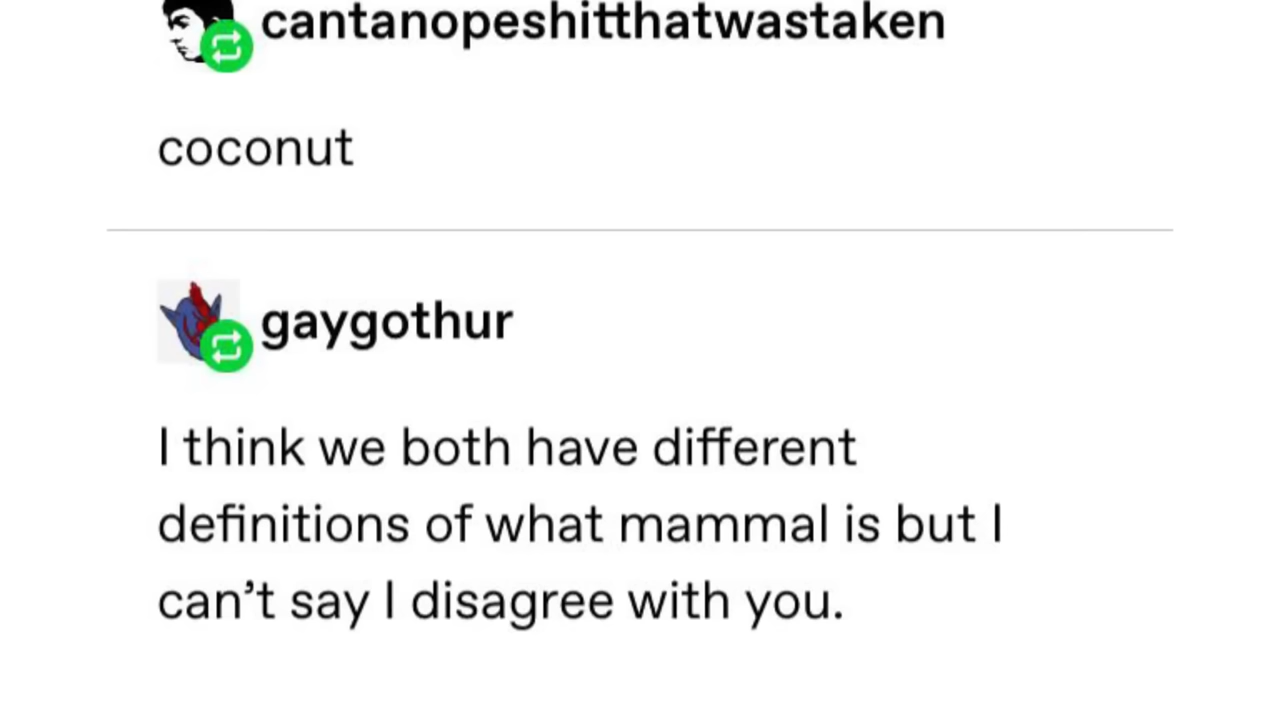 cantanopeshitthatwastaken
coconut
gaygothur
I think we both have different
definitions of what mammal is but I
can’t say I disagree with you.